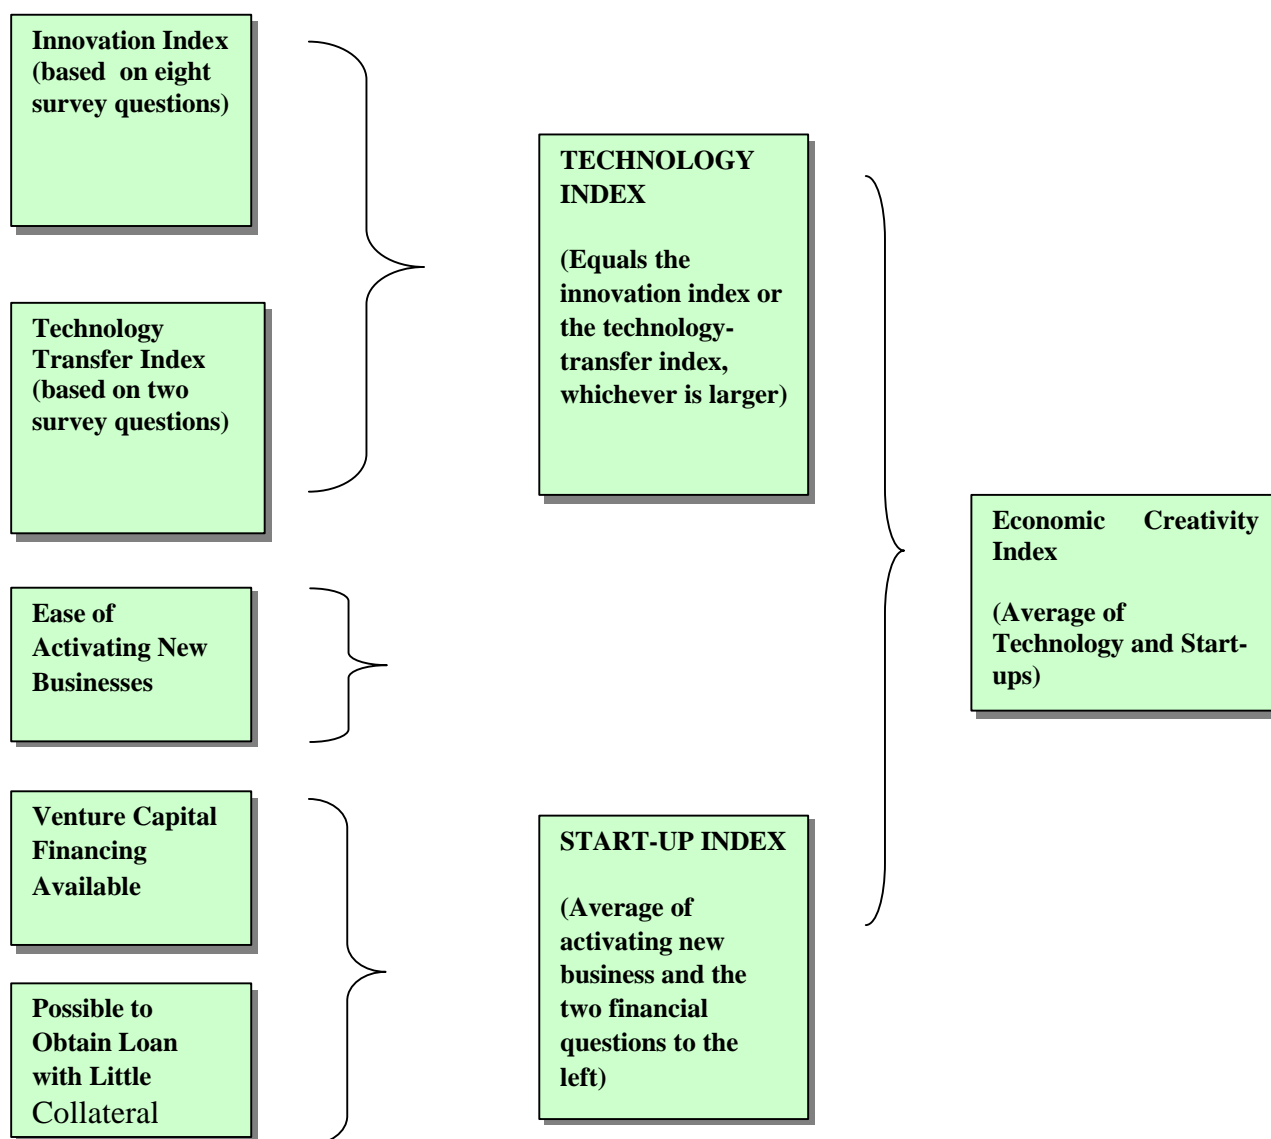 Innovation Index
(based on eight
survey questions)
Technology
Transfer Index
(based on two
survey questions)
Ease of
Activating New
Businesses
Venture Capital
Financing
Available
Possible to
Obtain Loan
with Little
Collateral
TECHNOLOGY
INDEX
(Equals the
innovation index or
the technology-
transfer index,
whichever is larger)
START-UP INDEX
(Average of
activating new
business and the
two financial
questions to the
left)
Economic Creativity
Index
(Average of
Technology and Start-
ups)